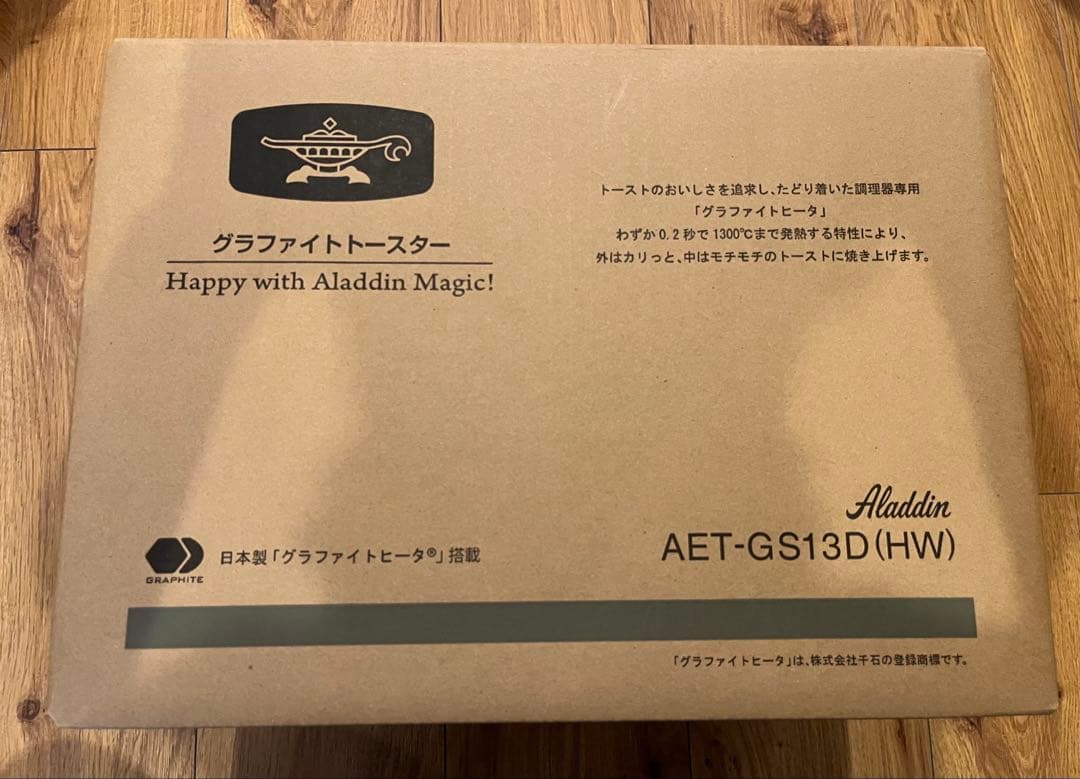 グラファイトトースター
Happy with Aladdin Magic!
トーストのおいしさを追求し、たどり着いた調理器専用
「グラファイトヒータ」
わずか0.2秒で1300℃まで発熱する特性により、
外はカリっと、中はモチモチのトーストに焼き上げます。
Aladdin
AET-GS13D(HW)
GRAPHITE
日本製「グラファイトヒータ®」搭載
「グラファイトヒータ」は、株式会社千石の登録商標です。